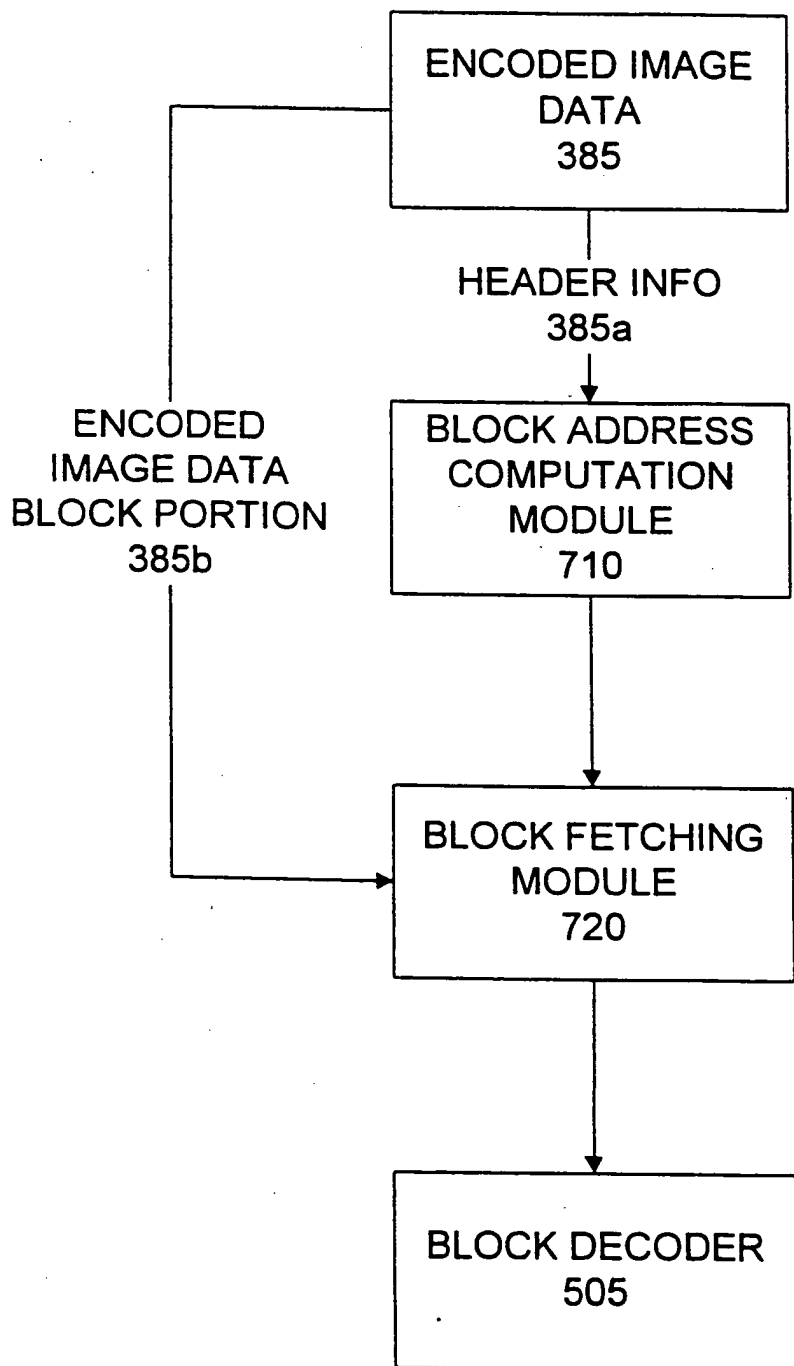 ENCODED IMAGE
DATA
385
HEADER INFO
385a
ENCODED
IMAGE DATA
BLOCK PORTION
385b
BLOCK ADDRESS
COMPUTATION
MODULE
710
BLOCK FETCHING
MODULE
720
BLOCK DECODER
505